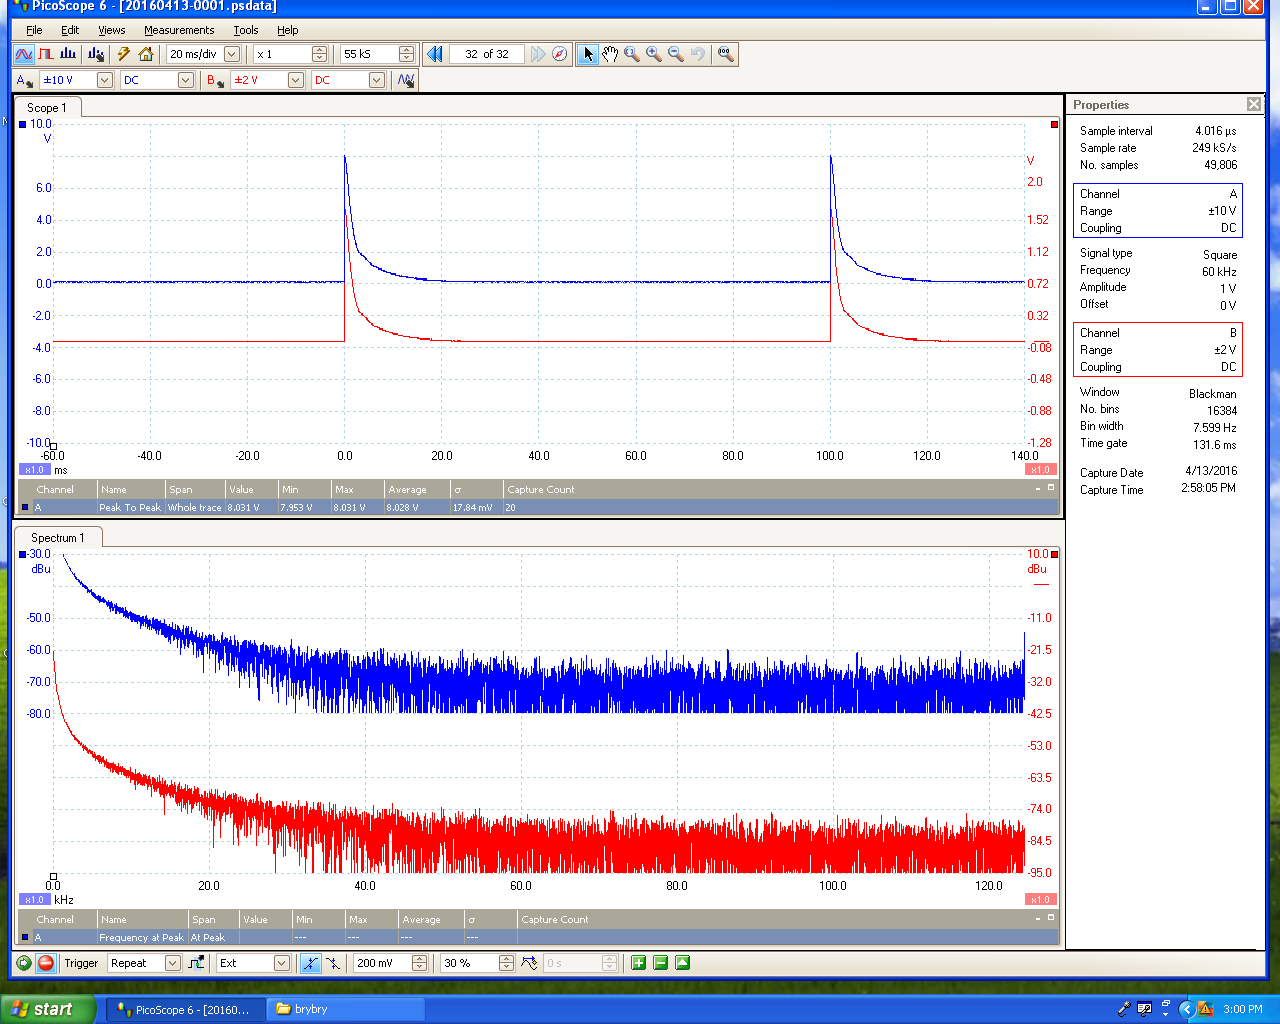 PicoScope 6 - [20160413-0001.psdata]
File Edit Views Measurements Tools Help
20 ms/div x 1 55 kS 32 of 32
A ±10 V DC B ±2 V DC
Scope 1
10.0
V
6.0
4.0
2.0
0.0
-2.0
-4.0
-6.0
-8.0
-10.0
V
2.0
1.52
1.12
0.72
0.32
-0.08
-0.48
-0.88
-1.28
-60.0 -40.0 -20.0 0.0 20.0 40.0 60.0 80.0 100.0 120.0 140.0
x1.0 ms x1.0
Channel Name Span Value Min Max Average σ Capture Count
A Peak To Peak Whole trace 8.031 V 7.953 V 8.031 V 8.028 V 17.84 mV 20
Spectrum 1
-30.0
dBu
-50.0
-60.0
-70.0
-80.0
10.0
dBu
-11.0
-21.5
-32.0
-42.5
-53.0
-63.5
-74.0
-84.5
-95.0
0.0 20.0 40.0 60.0 80.0 100.0 120.0
x1.0 kHz x1.0
Channel Name Span Value Min Max Average σ Capture Count
A Frequency at Peak At Peak --- --- --- ---
Trigger Repeat Ext 200 mV 30 % 0 s
Properties
Sample interval 4.016 µs
Sample rate 249 kS/s
No. samples 49,806
Channel A
Range ±10 V
Coupling DC
Signal type Square
Frequency 60 kHz
Amplitude 1 V
Offset 0 V
Channel B
Range ±2 V
Coupling DC
Window Blackman
No. bins 16384
Bin width 7.599 Hz
Time gate 131.6 ms
Capture Date 4/13/2016
Capture Time 2:58:05 PM
start PicoScope 6 - [20160... brybry 3:00 PM